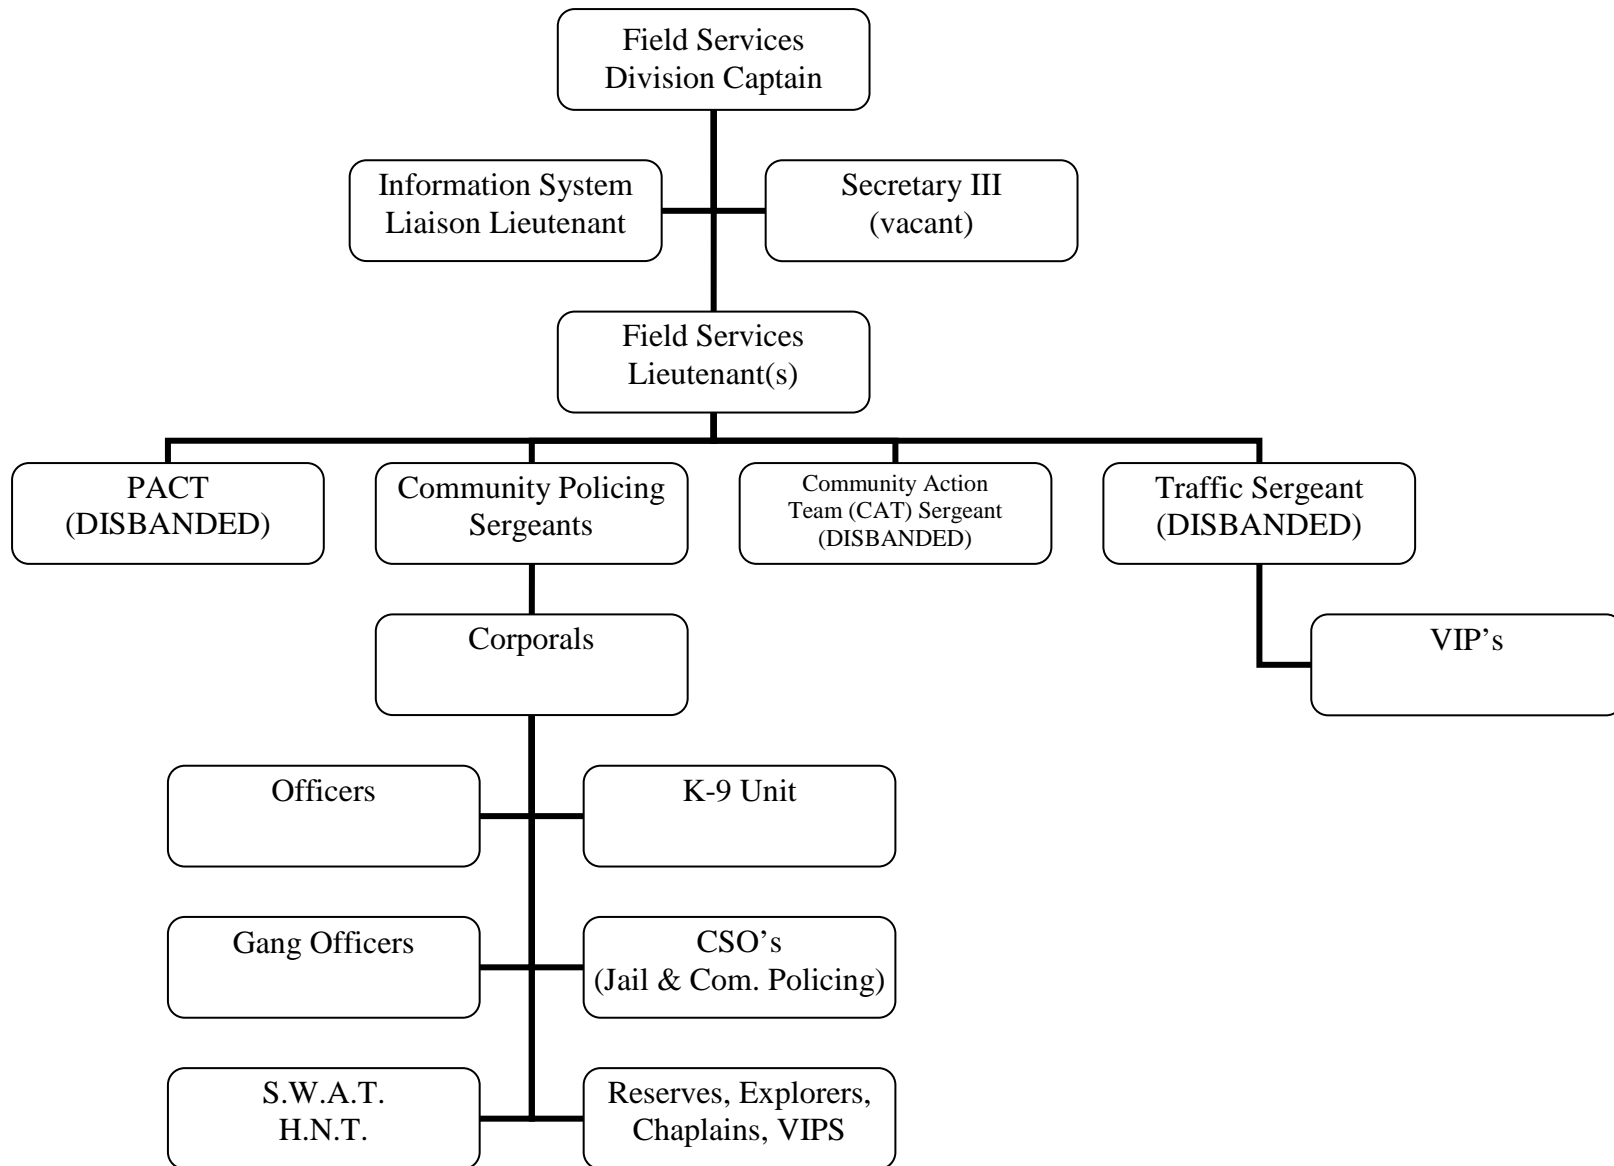 Field Services
Division Captain
Information System
Liaison Lieutenant
Secretary III
(vacant)
Field Services
Lieutenant(s)
PACT
(DISBANDED)
Community Policing
Sergeants
Community Action
Team (CAT) Sergeant
(DISBANDED)
Traffic Sergeant
(DISBANDED)
Corporals
VIP’s
Officers
K-9 Unit
Gang Officers
CSO’s
(Jail & Com. Policing)
S.W.A.T.
H.N.T.
Reserves, Explorers,
Chaplains, VIPS